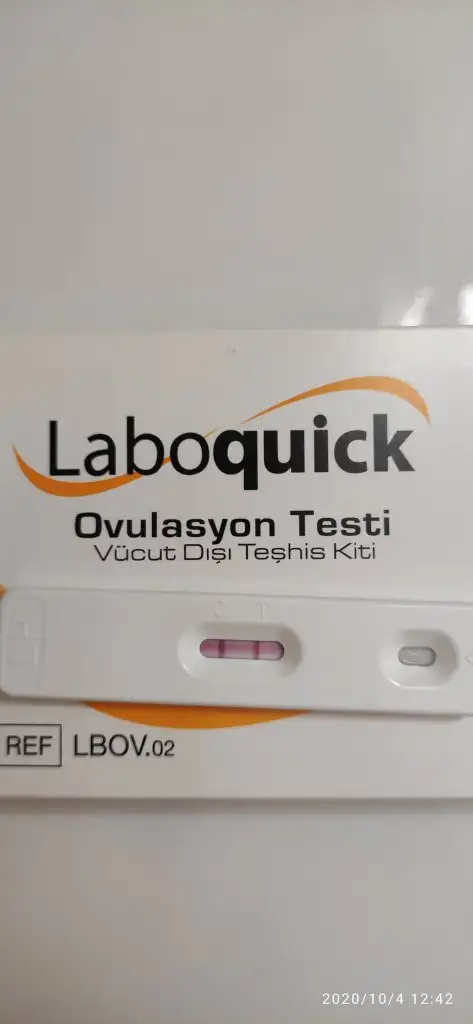 Laboquick
Ovulasyon Testi
Vücut Dışı Teşhis Kiti
C T
REF LBOV.02
2020/10/4 12:42